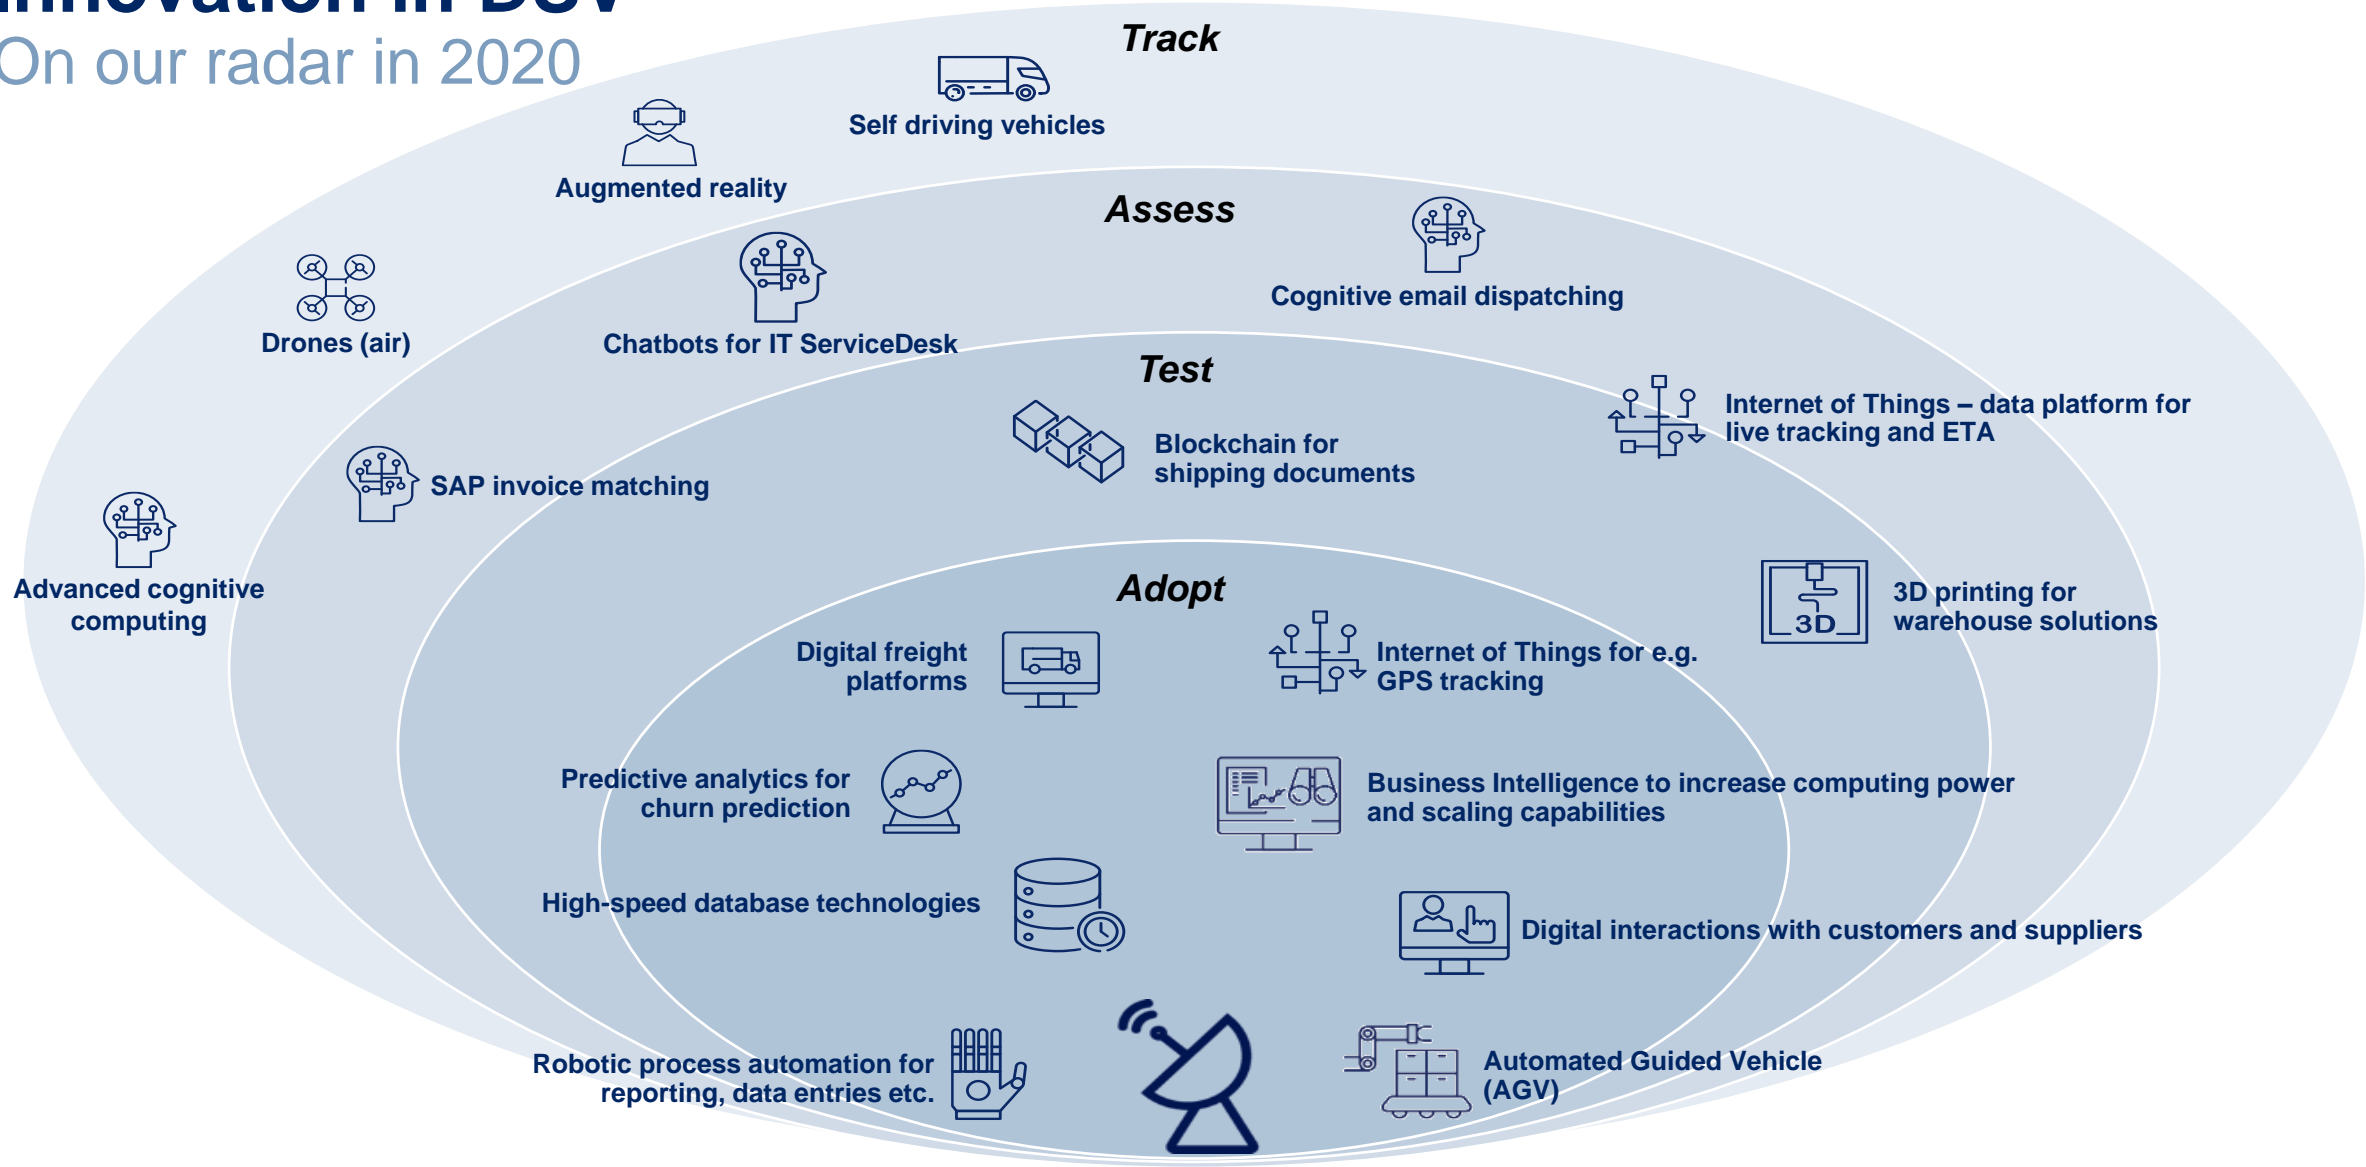 Innovation in DSV
On our radar in 2020
Track
Self driving vehicles
Augmented reality
Assess
Cognitive email dispatching
Drones (air)
Chatbots for IT ServiceDesk
Test
Internet of Things – data platform for
live tracking and ETA
Blockchain for
shipping documents
SAP invoice matching
Advanced cognitive
computing
Adopt
3D
3D printing for
warehouse solutions
Digital freight
platforms
Internet of Things for e.g.
GPS tracking
Predictive analytics for
churn prediction
Business Intelligence to increase computing power
and scaling capabilities
High-speed database technologies
Digital interactions with customers and suppliers
Robotic process automation for
reporting, data entries etc.
Automated Guided Vehicle
(AGV)